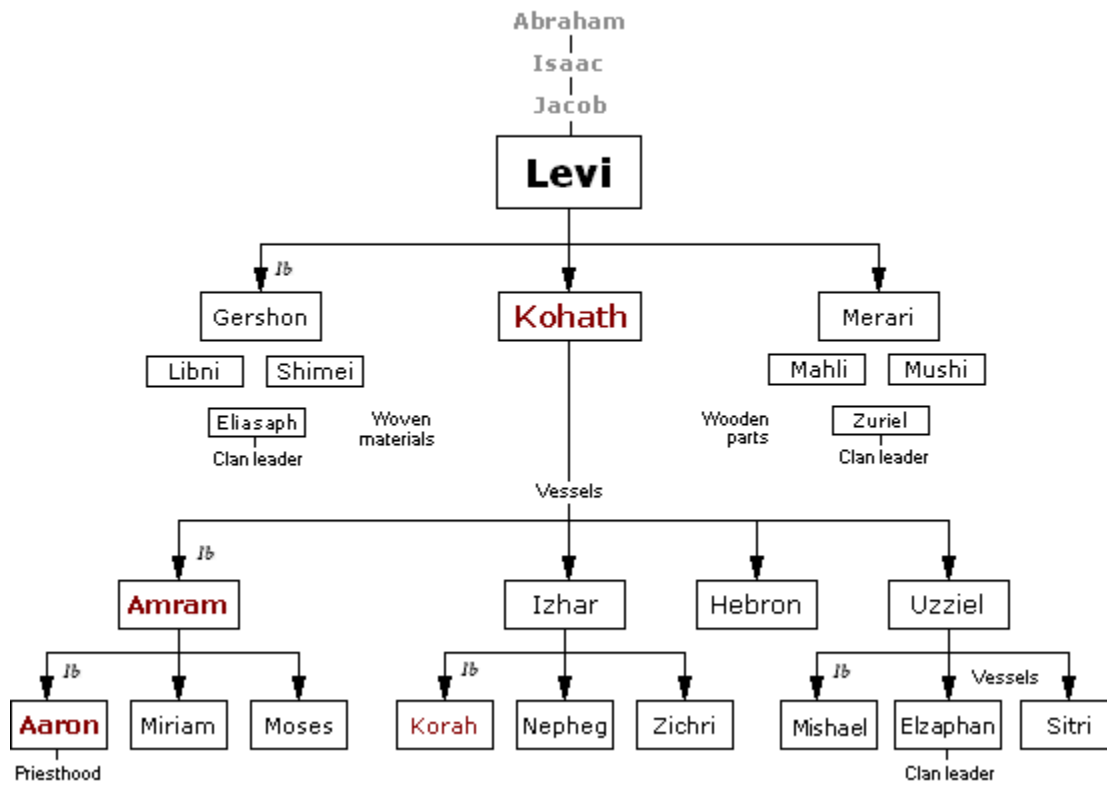 Abraham
Isaac
Jacob
Levi
Ib
Gershon
Kohath
Merari
Libni
Shimei
Mahli
Mushi
Eliasaph
Woven
materials
Wooden
parts
Zuriel
Clan leader
Clan leader
Vessels
Ib
Amram
Izhar
Hebron
Uzziel
Ib
Ib
Ib
Vessels
Aaron
Miriam
Moses
Korah
Nepheg
Zichri
Mishael
Elzaphan
Sitri
Priesthood
Clan leader